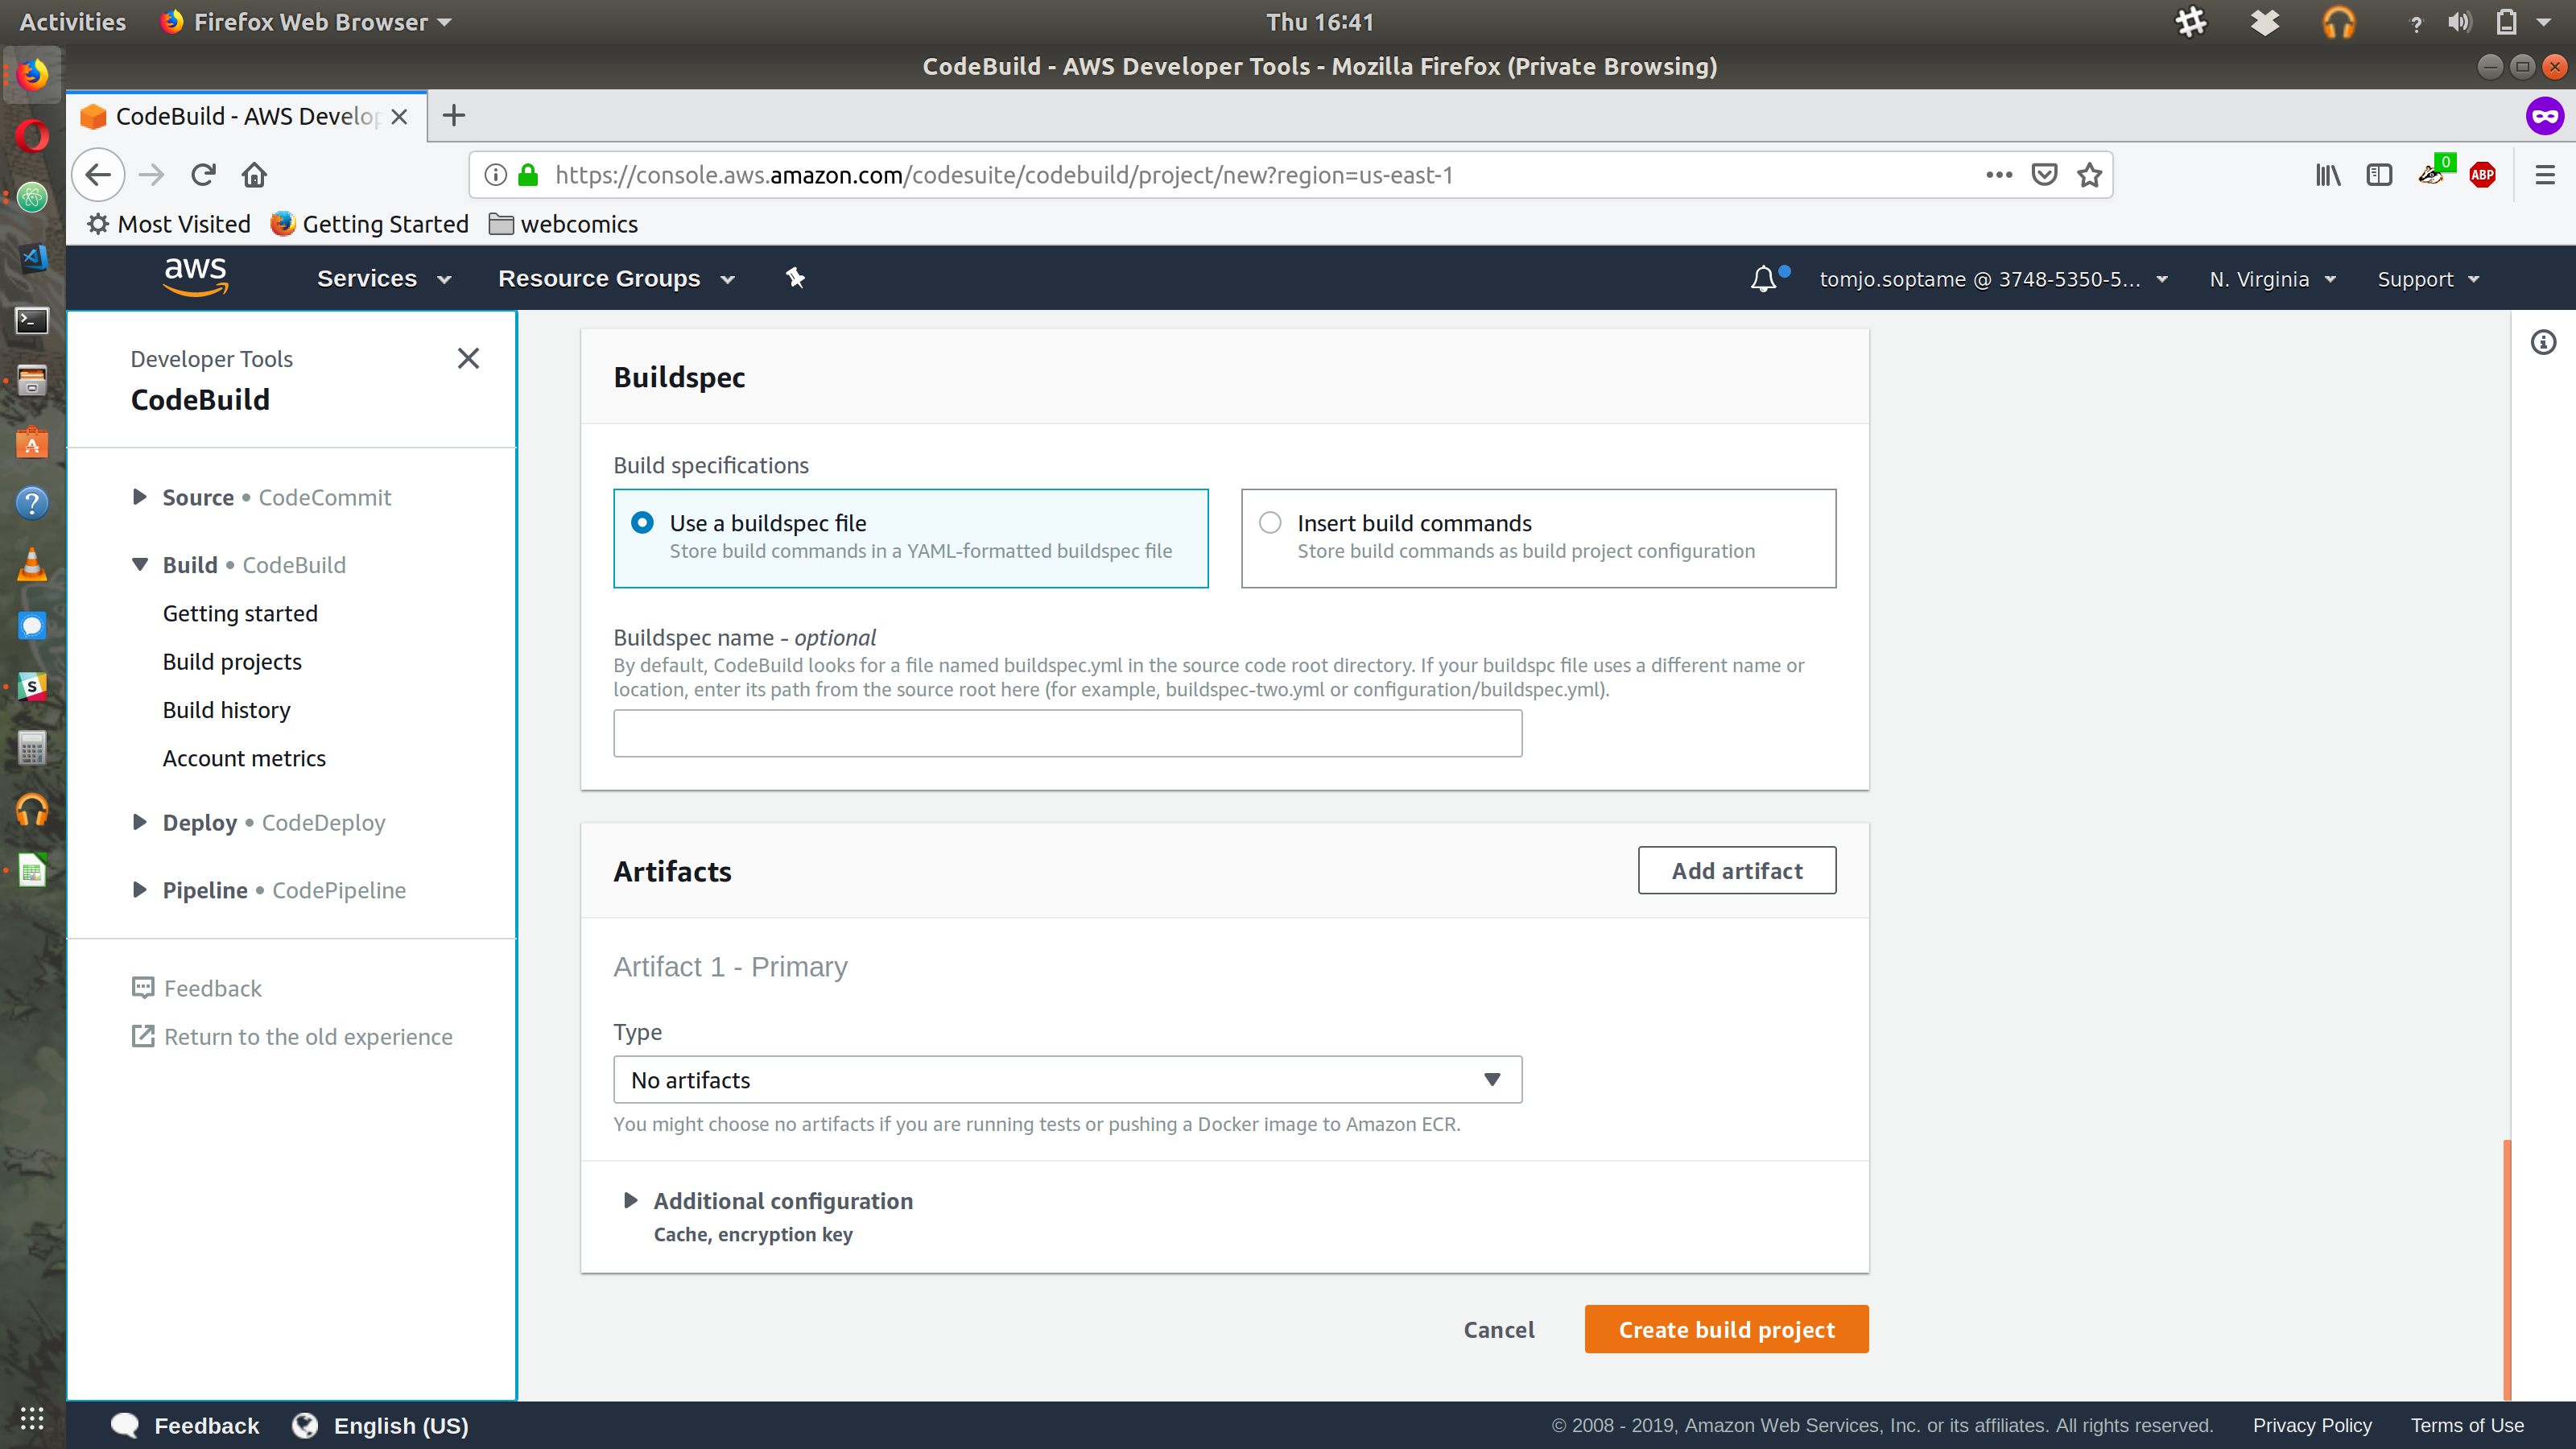 Activities
Firefox Web Browser
Thu 16:41
CodeBuild - AWS Developer Tools - Mozilla Firefox (Private Browsing)
CodeBuild - AWS Develop
https://console.aws.amazon.com/codesuite/codebuild/project/new?region=us-east-1
0
ABP
Most Visited
Getting Started
webcomics
aws
Services
Resource Groups
tomjo.soptame @ 3748-5350-5...
N. Virginia
Support
Developer Tools
CodeBuild
Source • CodeCommit
Build • CodeBuild
Getting started
Build projects
Build history
Account metrics
Deploy • CodeDeploy
Pipeline • CodePipeline
Feedback
Return to the old experience
Buildspec
Build specifications
Use a buildspec file
Store build commands in a YAML-formatted buildspec file
Insert build commands
Store build commands as build project configuration
Buildspec name - optional
By default, CodeBuild looks for a file named buildspec.yml in the source code root directory. If your buildspc file uses a different name or
location, enter its path from the source root here (for example, buildspec-two.yml or configuration/buildspec.yml).
Artifacts
Add artifact
Artifact 1 - Primary
Type
No artifacts
You might choose no artifacts if you are running tests or pushing a Docker image to Amazon ECR.
Additional configuration
Cache, encryption key
Cancel
Create build project
Feedback
English (US)
© 2008 - 2019, Amazon Web Services, Inc. or its affiliates. All rights reserved.
Privacy Policy
Terms of Use